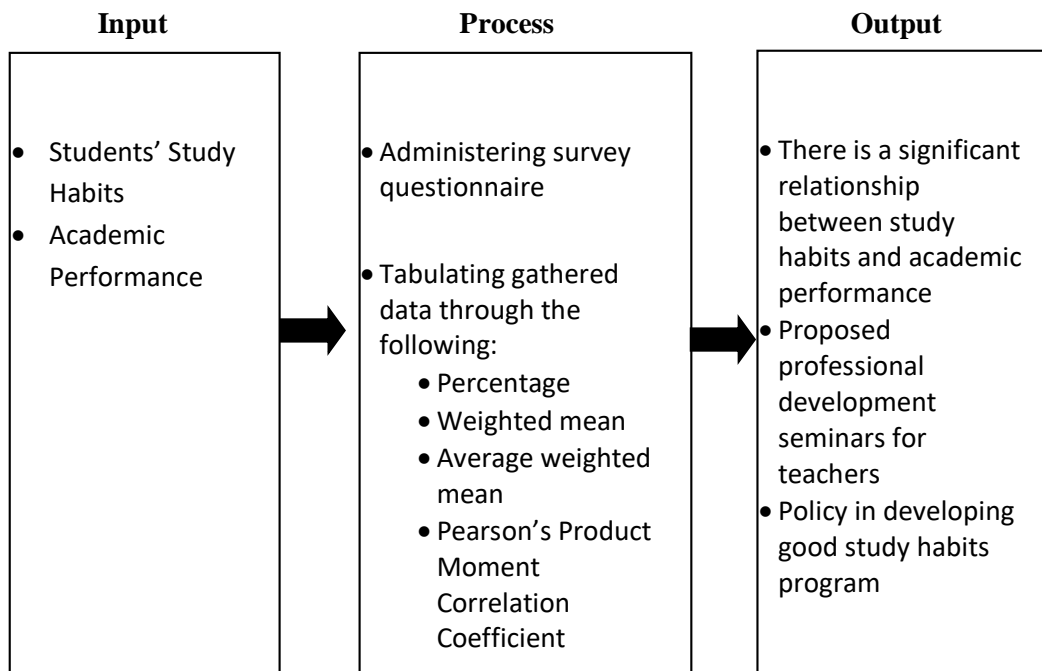 Input
Process
Output
• Students’ Study
Habits
• Academic
Performance
• Administering survey
questionnaire
• Tabulating gathered
data through the
following:
• Percentage
• Weighted mean
• Average weighted
mean
• Pearson’s Product
Moment
Correlation
Coefficient
• There is a significant
relationship
between study
habits and academic
performance
• Proposed
professional
development
seminars for
teachers
• Policy in developing
good study habits
program